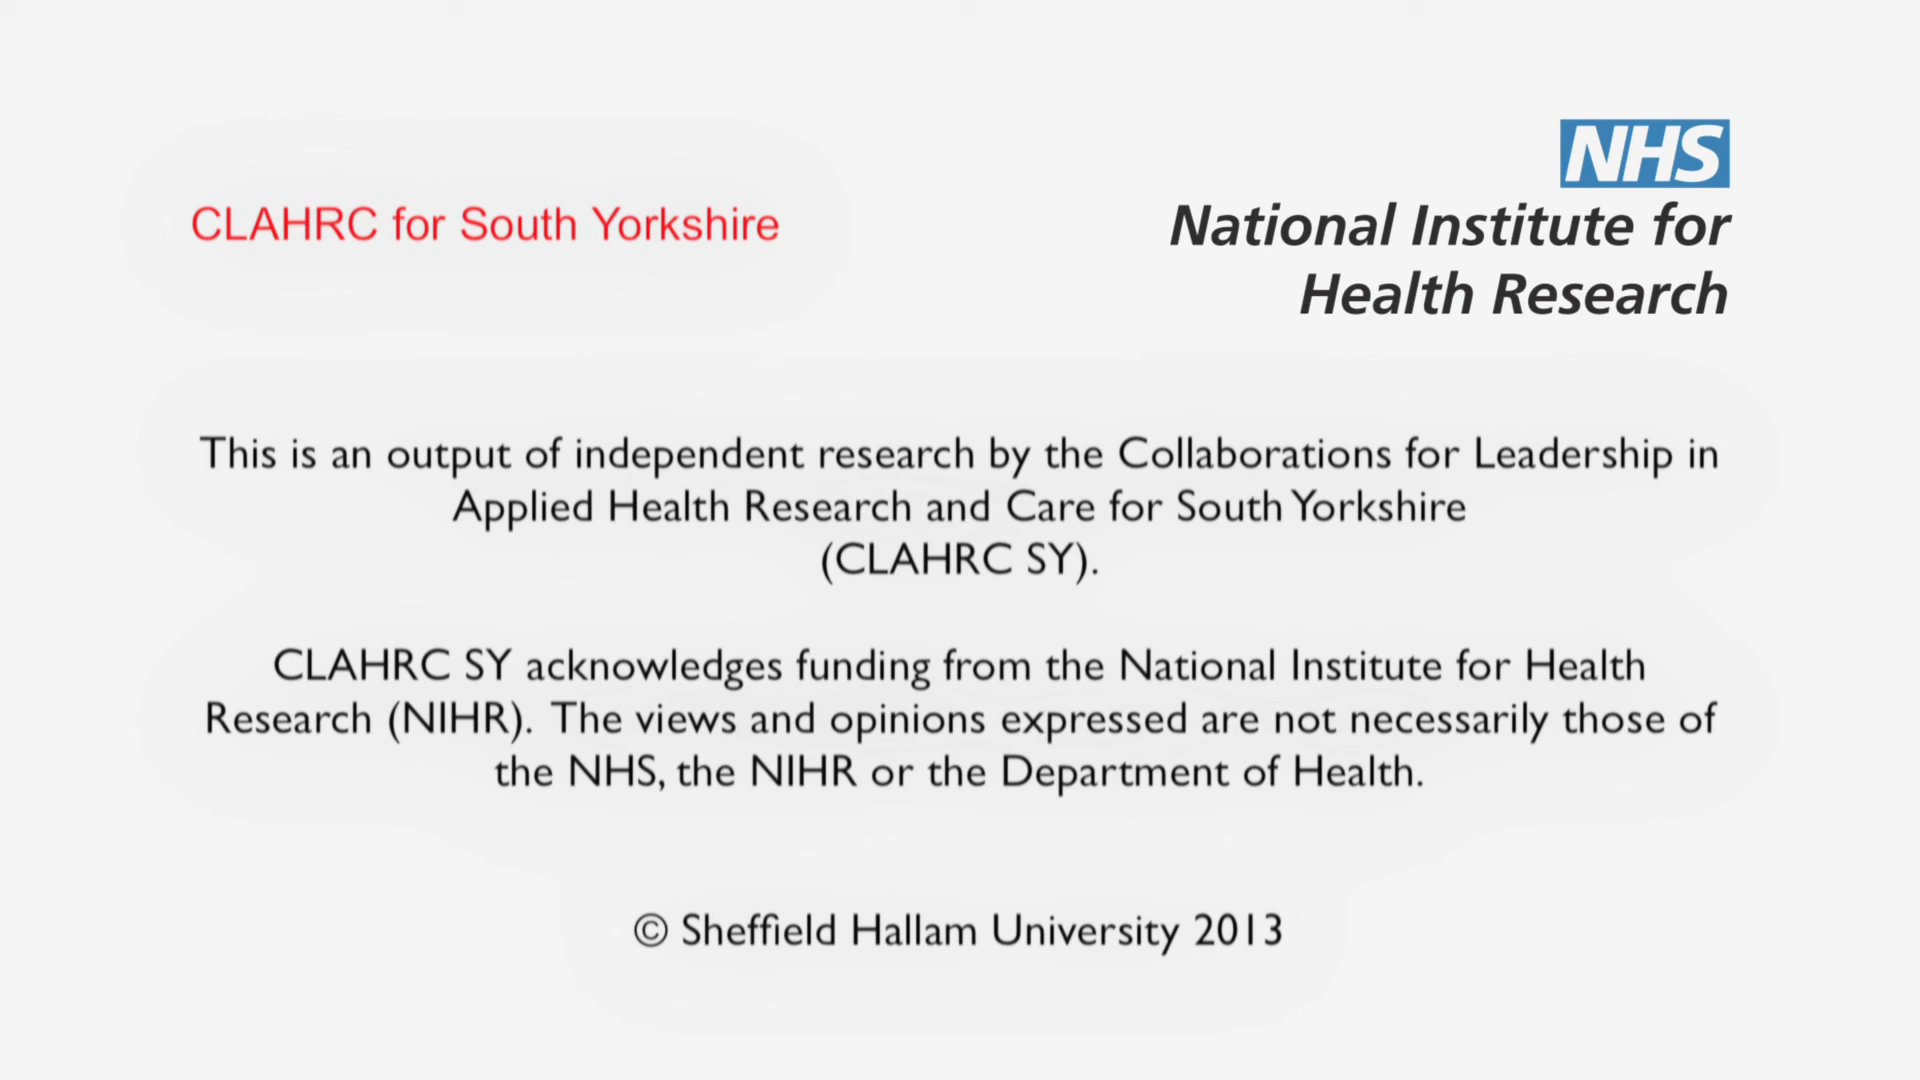 CLAHRC for South Yorkshire
NHS
National Institute for
Health Research
This is an output of independent research by the Collaborations for Leadership in
Applied Health Research and Care for South Yorkshire
(CLAHRC SY).
CLAHRC SY acknowledges funding from the National Institute for Health
Research (NIHR). The views and opinions expressed are not necessarily those of
the NHS, the NIHR or the Department of Health.
© Sheffield Hallam University 2013